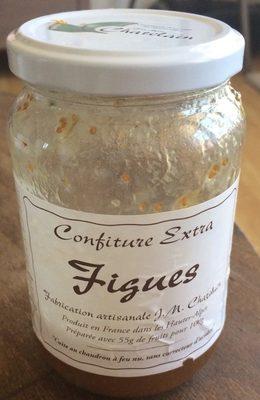 Chatelain
Confiture Extra
Figues
Fabrication artisanale J.M. Chatelain
Produit en France dans les Hautes-Alpes
préparée avec 55g de fruits pour 100g
Cuite au chaudron à feu nu, sans correcteur